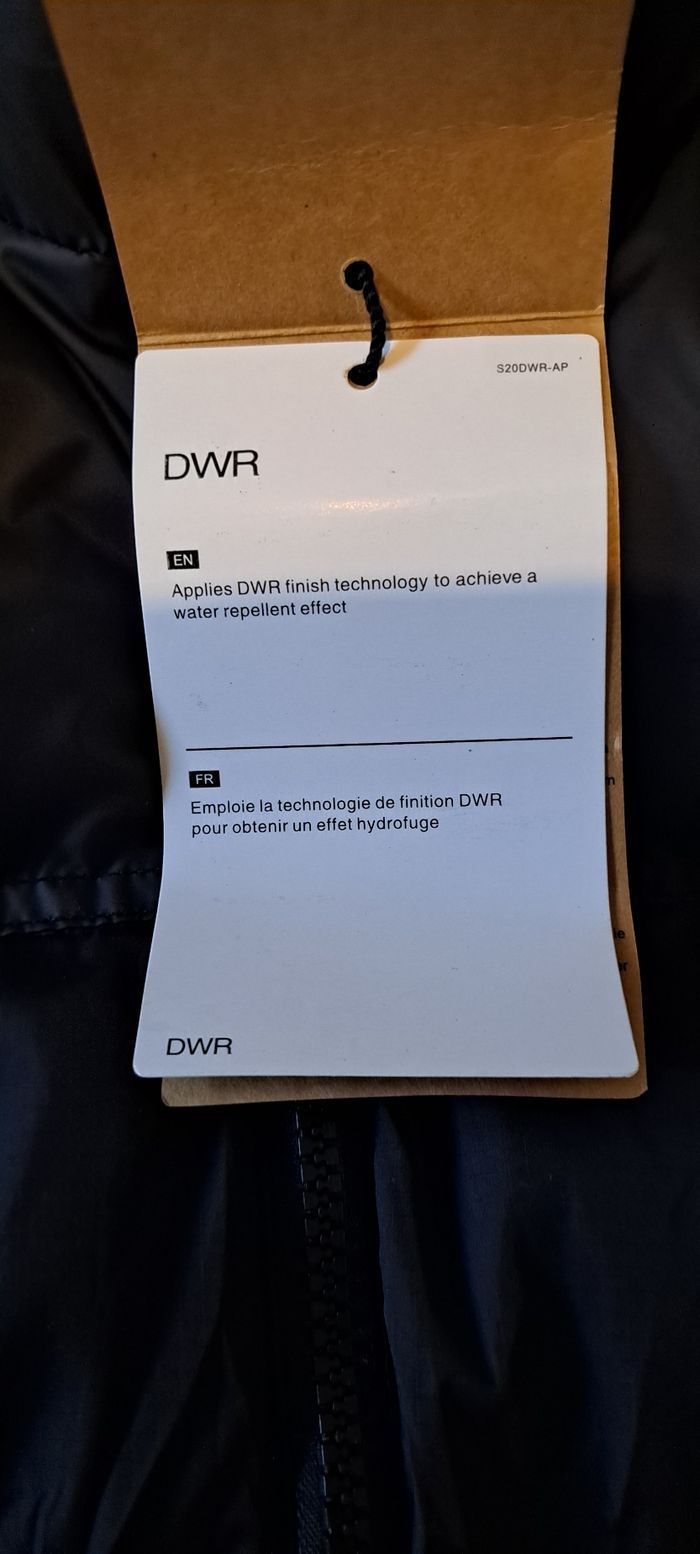 S20DWR-AP
DWR
EN
Applies DWR finish technology to achieve a
water repellent effect
FR
Emploie la technologie de finition DWR
pour obtenir un effet hydrofuge
DWR